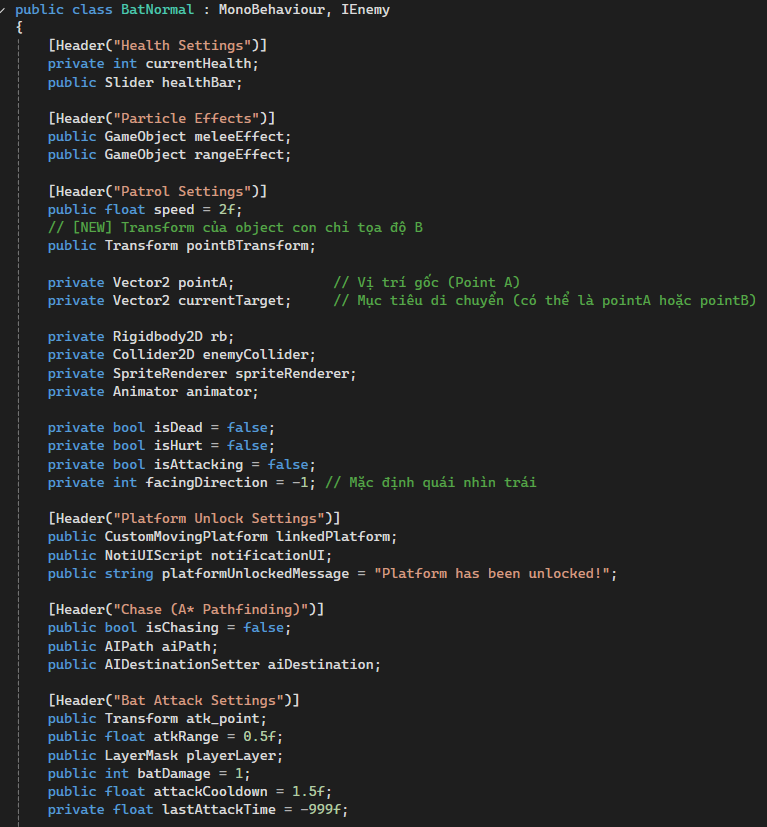 public class BatNormal : MonoBehaviour, IEnemy
{
[Header("Health Settings")]
private int currentHealth;
public Slider healthBar;
[Header("Particle Effects")]
public GameObject meleeEffect;
public GameObject rangeEffect;
[Header("Patrol Settings")]
public float speed = 2f;
// [NEW] Transform của object con chỉ tọa độ B
public Transform pointBTransform;
private Vector2 pointA; // Vị trí gốc (Point A)
private Vector2 currentTarget; // Mục tiêu di chuyển (có thể là pointA hoặc pointB)
private Rigidbody2D rb;
private Collider2D enemyCollider;
private SpriteRenderer spriteRenderer;
private Animator animator;
private bool isDead = false;
private bool isHurt = false;
private bool isAttacking = false;
private int facingDirection = -1; // Mặc định quái nhìn trái
[Header("Platform Unlock Settings")]
public CustomMovingPlatform linkedPlatform;
public NotiUIScript notificationUI;
public string platformUnlockedMessage = "Platform has been unlocked!";
[Header("Chase (A* Pathfinding)")]
public bool isChasing = false;
public AIPath aiPath;
public AIDestinationSetter aiDestination;
[Header("Bat Attack Settings")]
public Transform atk_point;
public float atkRange = 0.5f;
public LayerMask playerLayer;
public int batDamage = 1;
public float attackCooldown = 1.5f;
private float lastAttackTime = -999f;